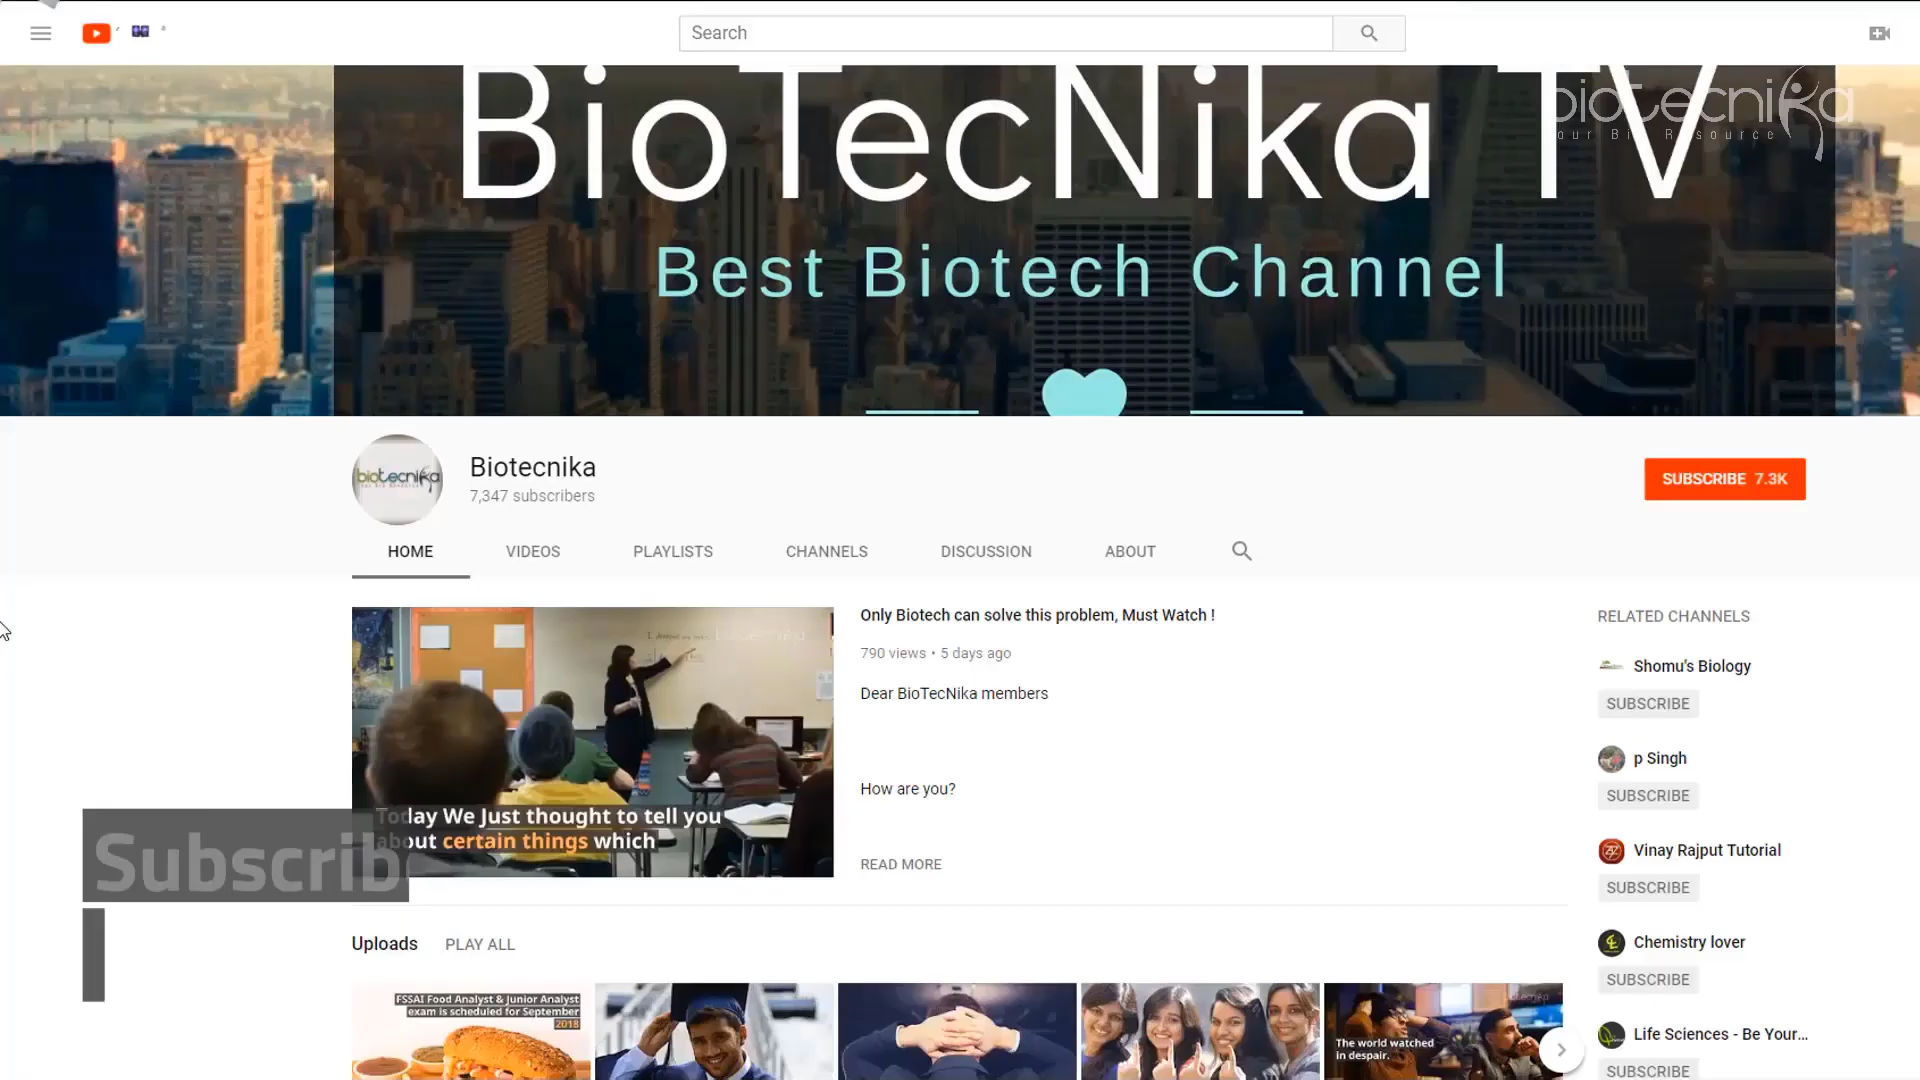 Search
BioTecNika TV
biotecnika
Best Biotech Channel
biotecnika
Biotecnika
7,347 subscribers
SUBSCRIBE 7.3K
HOME VIDEOS PLAYLISTS CHANNELS DISCUSSION ABOUT
Only Biotech can solve this problem, Must Watch !
790 views • 5 days ago
Dear BioTecNika members
How are you?
READ MORE
Today We Just thought to tell you
about certain things which
Subscrib
Uploads PLAY ALL
FSSAI Food Analyst & Junior Analyst
exam is scheduled for September
2018
The world watched
in despair.
RELATED CHANNELS
Shomu's Biology
SUBSCRIBE
p Singh
SUBSCRIBE
Vinay Rajput Tutorial
SUBSCRIBE
Chemistry lover
SUBSCRIBE
Life Sciences - Be Your...
SUBSCRIBE